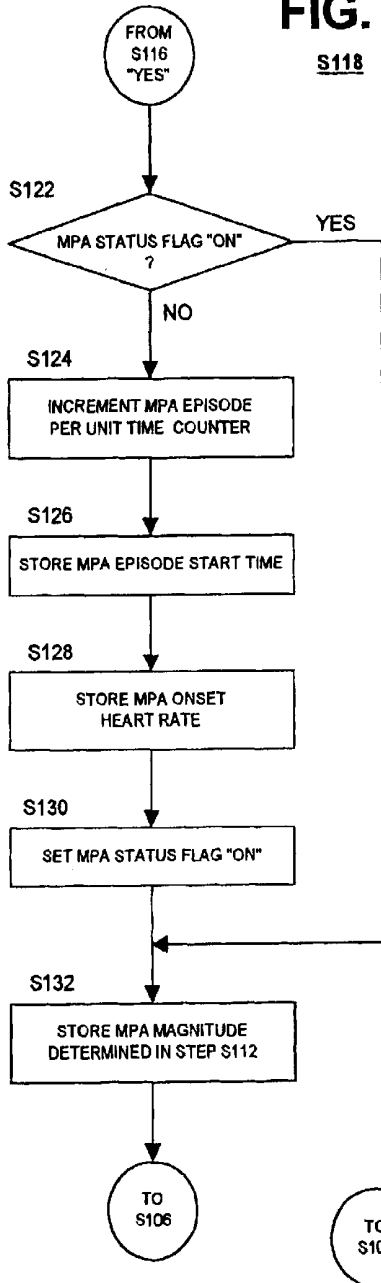 FIG.
S118
FROM
S116
"YES"
S122
MPA STATUS FLAG "ON"
?
YES
NO
S124
INCREMENT MPA EPISODE
PER UNIT TIME COUNTER
S126
STORE MPA EPISODE START TIME
S128
STORE MPA ONSET
HEART RATE
S130
SET MPA STATUS FLAG "ON"
S132
STORE MPA MAGNITUDE
DETERMINED IN STEP S112
TO
S106
TO